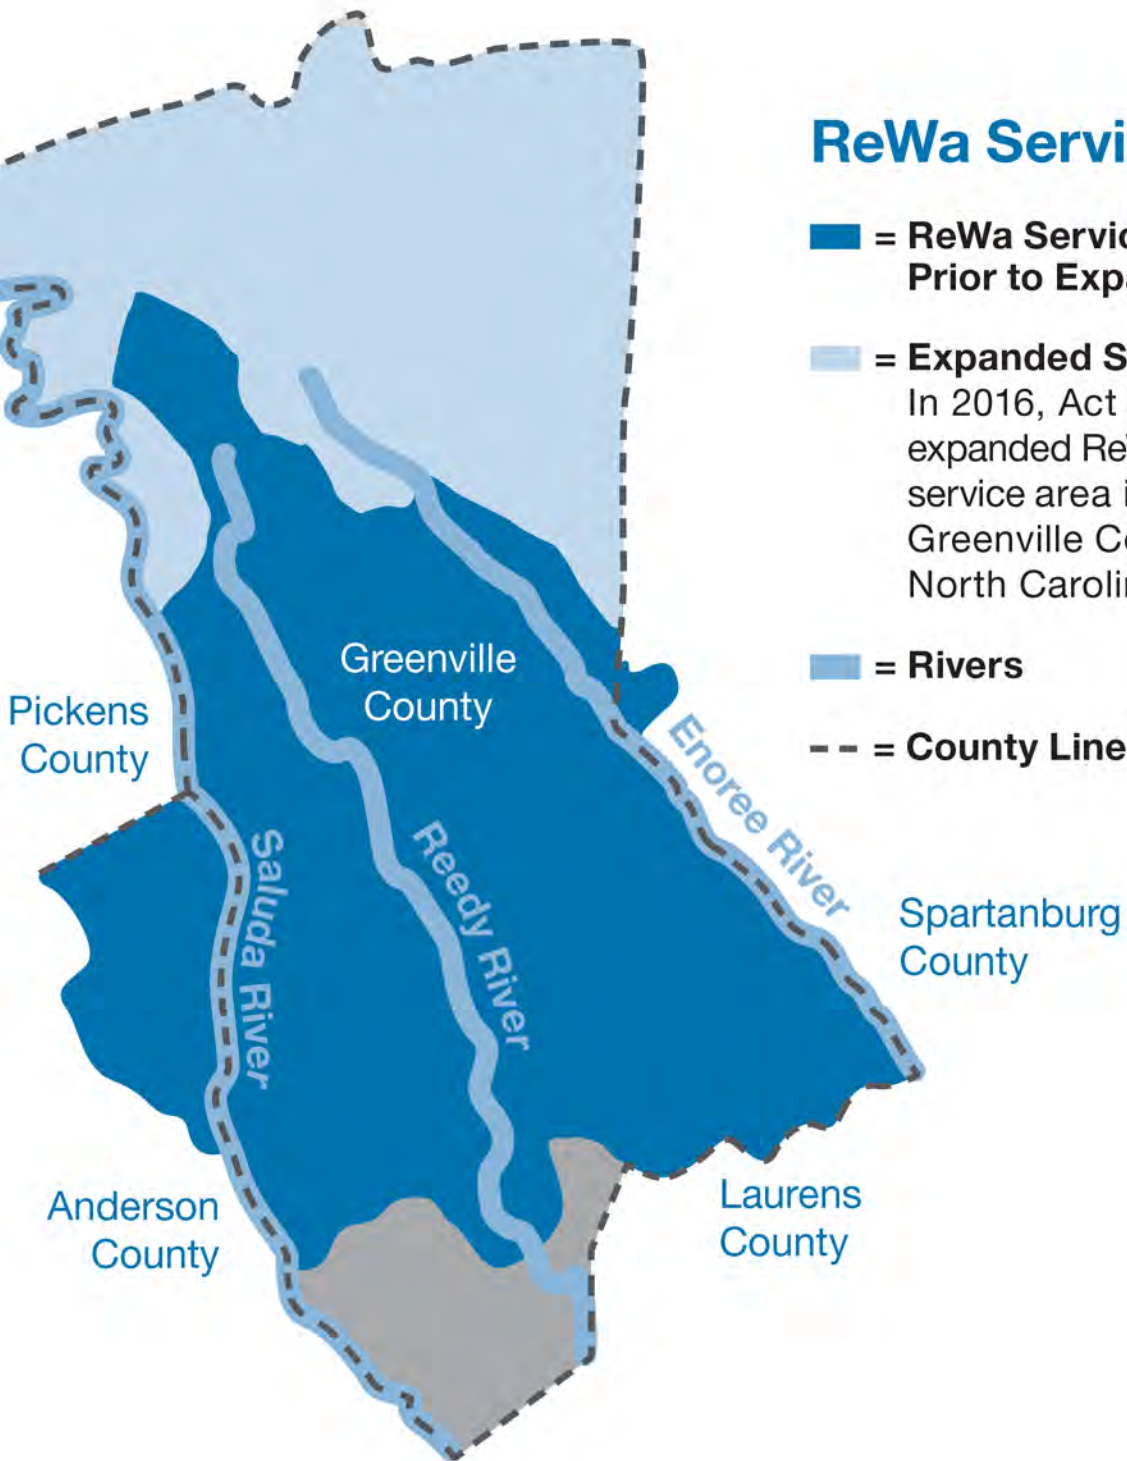 ReWa Servi
= ReWa Servic
Prior to Expa
= Expanded S
In 2016, Act
expanded Re
service area i
Greenville Co
North Carolin
= Rivers
= County Line
Greenville
County
Pickens
County
Enoree River
Saluda River
Reedy River
Spartanburg
County
Anderson
County
Laurens
County